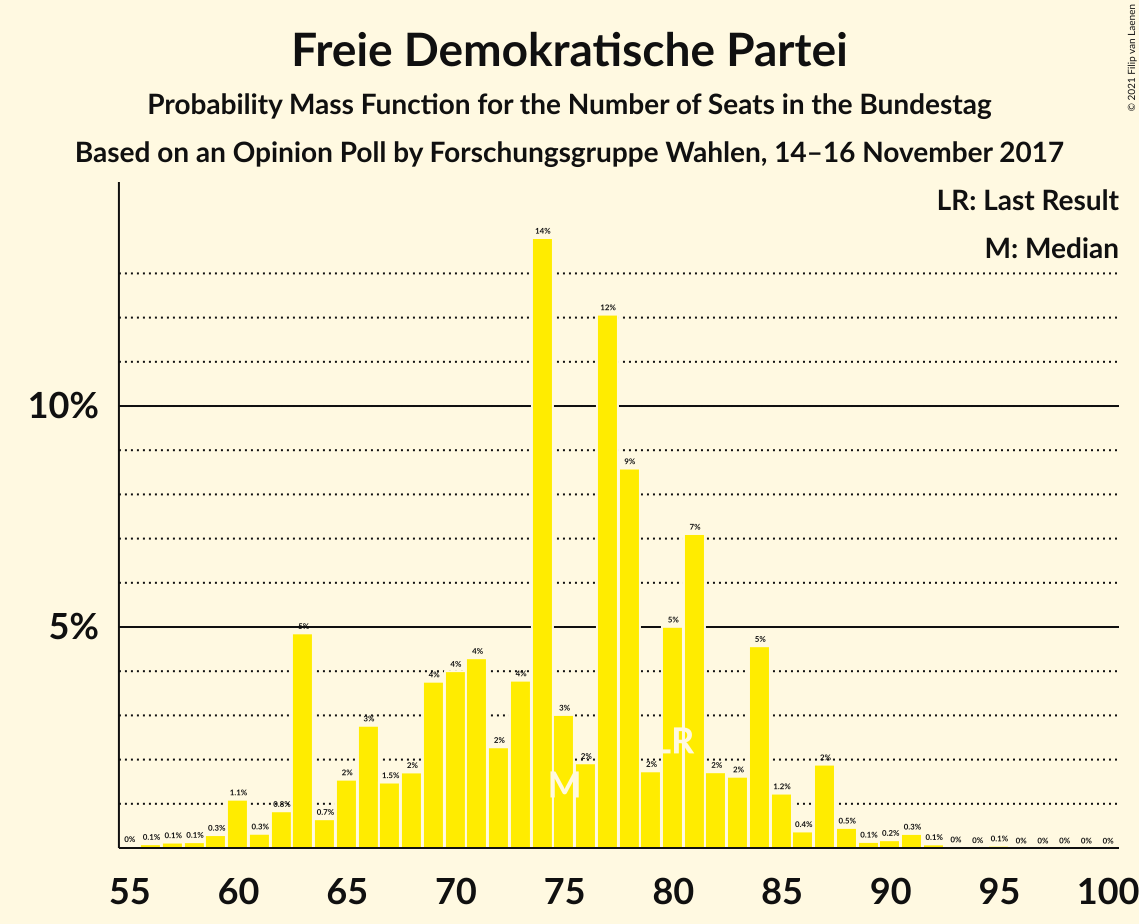 © 2021 Filip van Laenen
Freie Demokratische Partei
Probability Mass Function for the Number of Seats in the Bundestag
Based on an Opinion Poll by Forschungsgruppe Wahlen, 14–16 November 2017
LR: Last Result
M: Median
10%
5%
0% 0.1% 0.1% 0.1% 0.3% 1.1% 0.3% 0.8% 5% 0.7% 2% 3% 1.5% 2% 4% 4% 4% 2% 4% 14% 3% 2% 12% 9% 2% 5% 7% 2% 2% 5% 1.2% 0.4% 2% 0.5% 0.1% 0.2% 0.3% 0.1% 0% 0% 0.1% 0% 0% 0% 0% 0%
LR
M
55 60 65 70 75 80 85 90 95 100